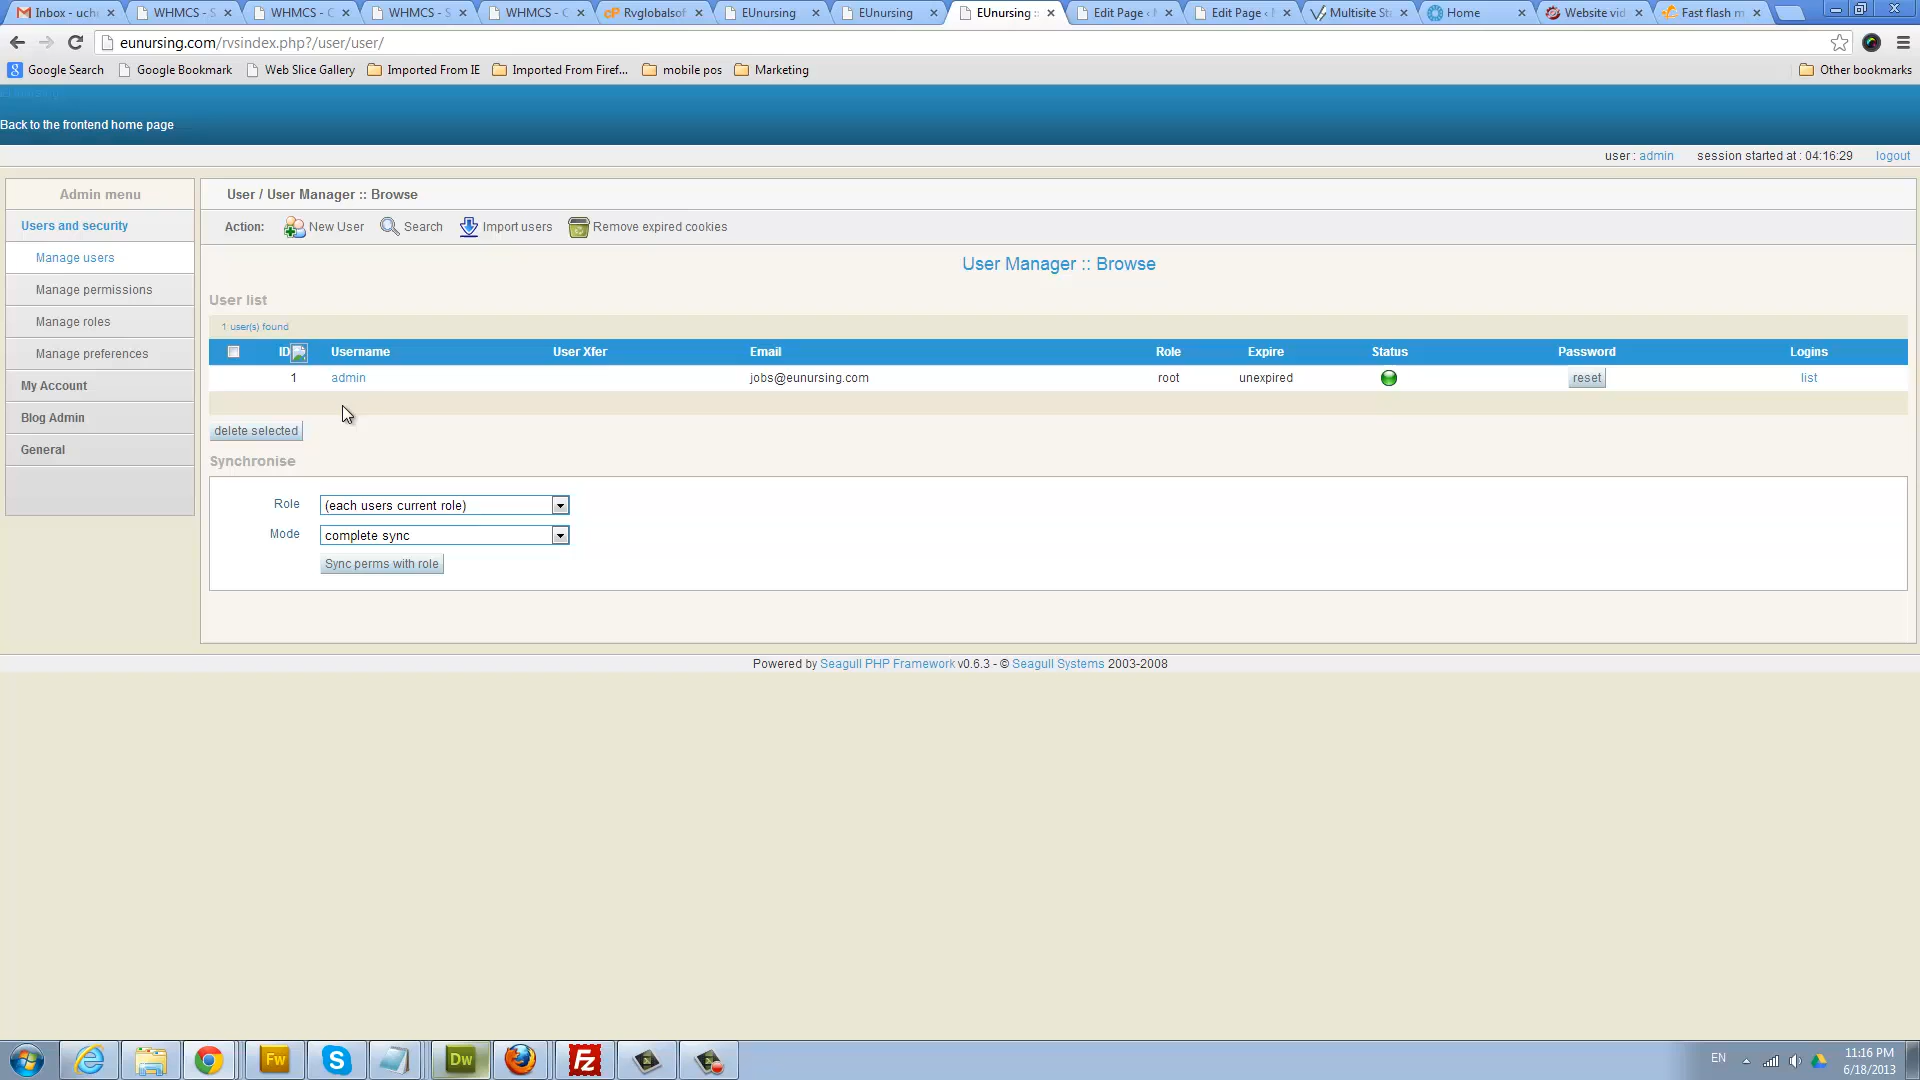 Inbox - uch
WHMCS - S
WHMCS - C
WHMCS - S
WHMCS - C
cP Rvglobalsof
EUnursing
EUnursing
EUnursing :
Edit Page ‹
Edit Page ‹
Multisite Sta
Home
Website vid
Fast flash m
eunursing.com/rvsindex.php?/user/user/
Google Search
Google Bookmark
Web Slice Gallery
Imported From IE
Imported From Firef...
mobile pos
Marketing
Other bookmarks
Back to the frontend home page
user : admin
session started at : 04:16:29
logout
Admin menu
Users and security
Manage users
Manage permissions
Manage roles
Manage preferences
My Account
Blog Admin
General
User / User Manager :: Browse
Action:
New User
Search
Import users
Remove expired cookies
User Manager :: Browse
User list
1 user(s) found
ID Username User Xfer Email Role Expire Status Password Logins
1 admin jobs@eunursing.com root unexpired reset list
delete selected
Synchronise
Role (each users current role)
Mode complete sync
Sync perms with role
Powered by Seagull PHP Framework v0.6.3 - © Seagull Systems 2003-2008
Fw
Dw
Fz
EN
11:16 PM
6/18/2013